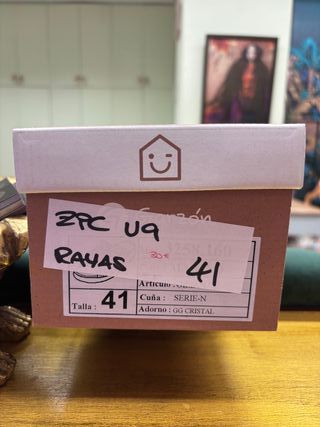 ZPC U9
RAYAS 20€ 41
Artículo :
Talla : 41
Cuña : SERIE-N
Adorno : GG CRISTAL